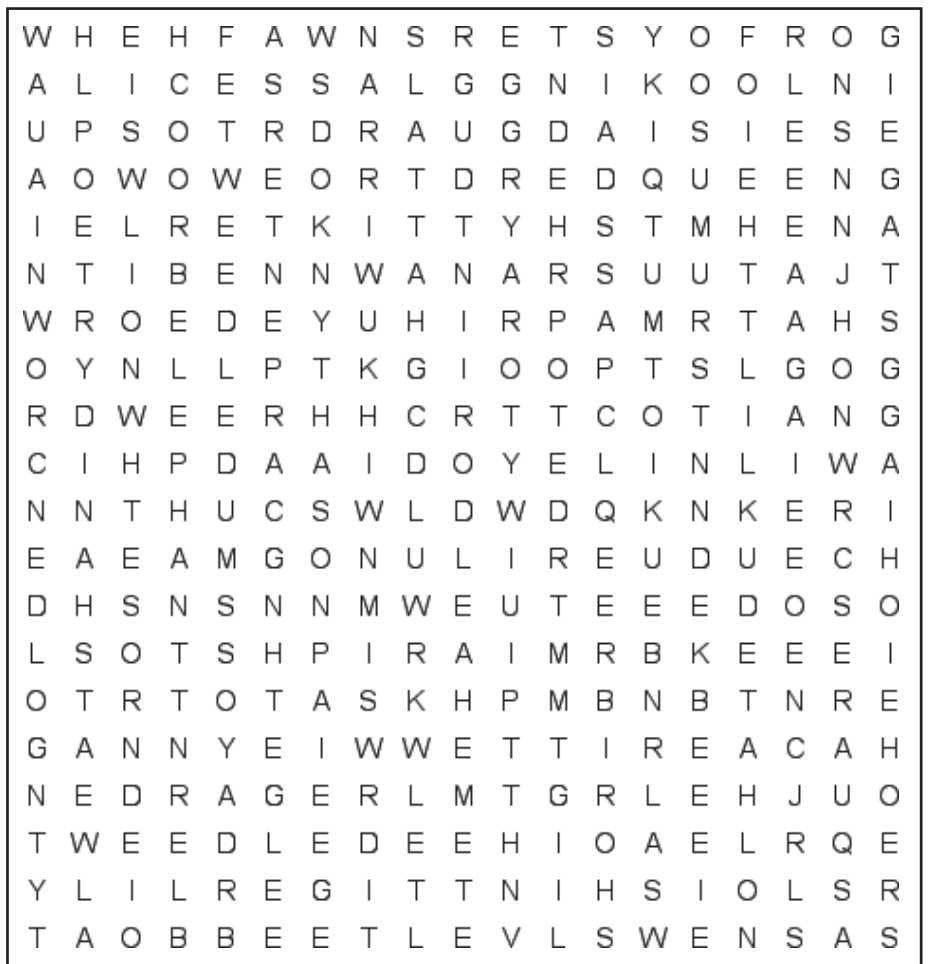 W H E H F A W N S R E T S Y O F R O G
A L I C E S S A L G G N I K O O L N I
U P S O T R D R A U G D A I S I E S E
A O W O W E O R T D R E D Q U E E N G
I E L R E T K I T T Y H S T M H E N A
N T I B E N N W A N A R S U U T A J T
W R O E D E Y U H I R P A M R T A H S
O Y N L L P T K G I O O P T S L G O G
R D W E E R H H C R T T C O T I A N G
C I H P D A A I D O Y E L I N L I W A
N N T H U C S W L D W D Q K N K E R I
E A E A M G O N U L I R E U D U E C H
D H S N S N N M W E U T E E E D O S O
L S O T S H P I R A I M R B K E E E I
O T R T O T A S K H P M B N B T N R E
G A N N Y E I W W E T T I R E A C A H
N E D R A G E R L M T G R L E H J U O
T W E E D L E D E E H I O A E L R Q E
Y L I L R E G I T T N I H S I O L S R
T A O B B E E T L E V L S W E N S A S